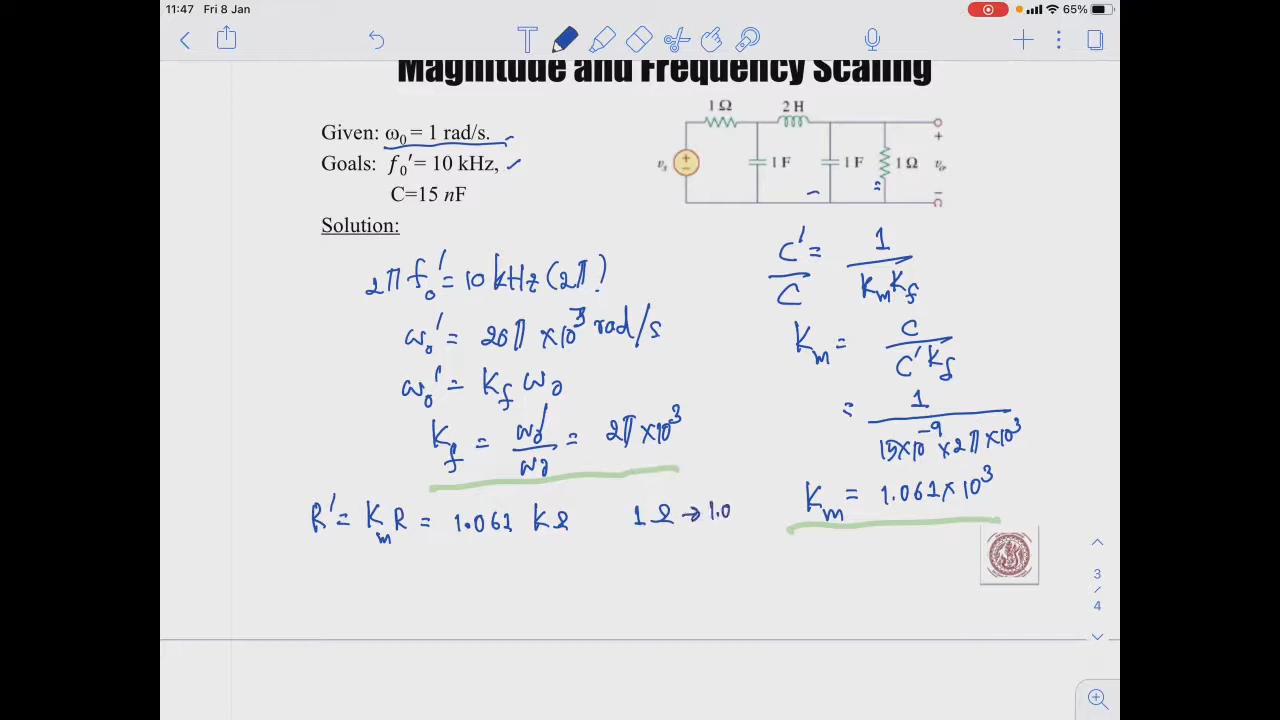 11:47 Fri 8 Jan 65%
Magnitude and Frequency Scaling
Given: ω₀ = 1 rad/s.
Goals: f₀′ = 10 kHz,
C=15 nF
Solution:
1 Ω 2 H
vs + − 1 F 1 F 1 Ω + vo −
2π f₀′ = 10 kHz (2π)
ω₀′ = 20π × 10³ rad/s
ω₀′ = Kf ω₀
Kf = ω₀′/ω₀ = 2π × 10³
R′ = Km R = 1.061 kΩ 1 Ω → 1.0
C′/C = 1/(Km Kf)
Km = C/(C′ Kf)
= 1/(15×10⁻⁹ × 2π × 10³)
Km = 1.061 × 10³
3
/
4